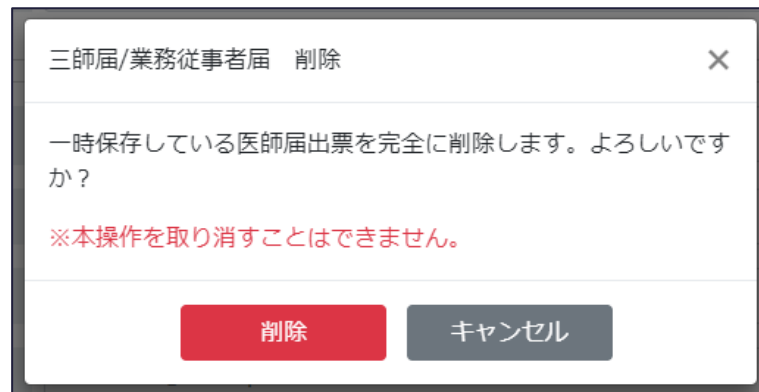 三師届/業務従事者届　削除 ×
一時保存している医師届出票を完全に削除します。よろしいです
か？
※本操作を取り消すことはできません。
削除 キャンセル